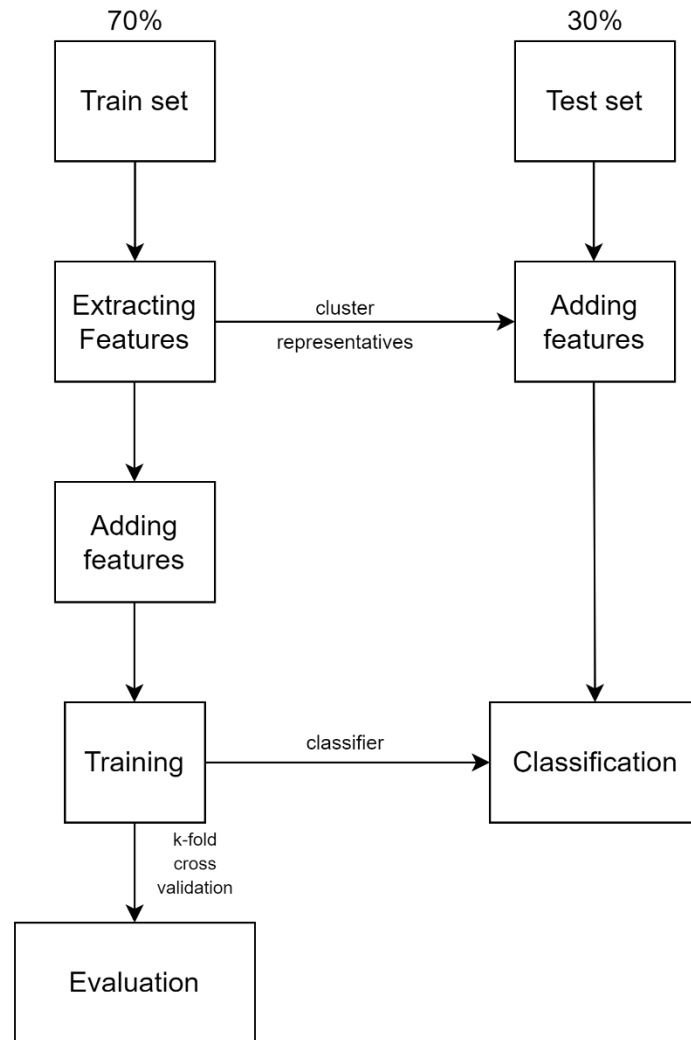 70%
30%
Train set
Test set
Extracting
Features
cluster
representatives
Adding
features
Adding
features
Training
classifier
Classification
k-fold
cross
validation
Evaluation